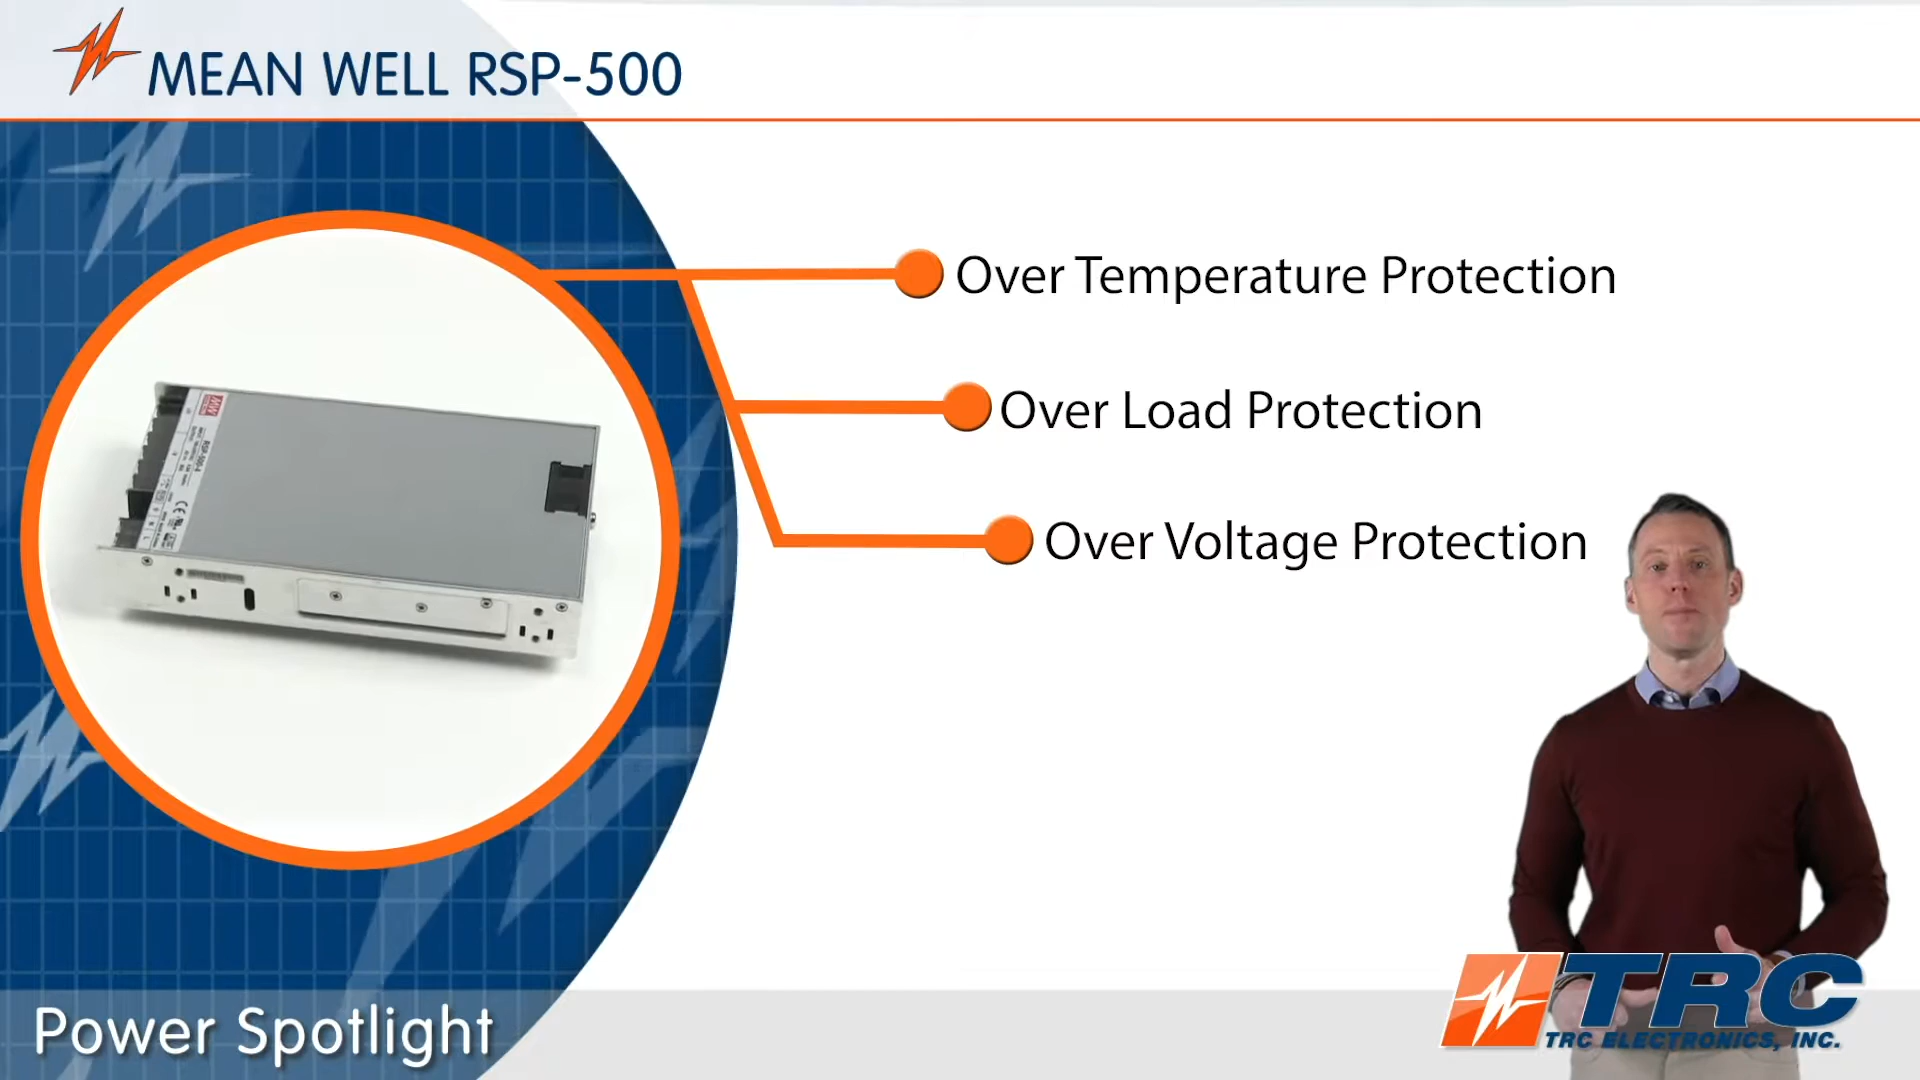 MEAN WELL RSP-500
Over Temperature Protection
Over Load Protection
Over Voltage Protection
Power Spotlight
TRC
TRC ELECTRONICS, INC.